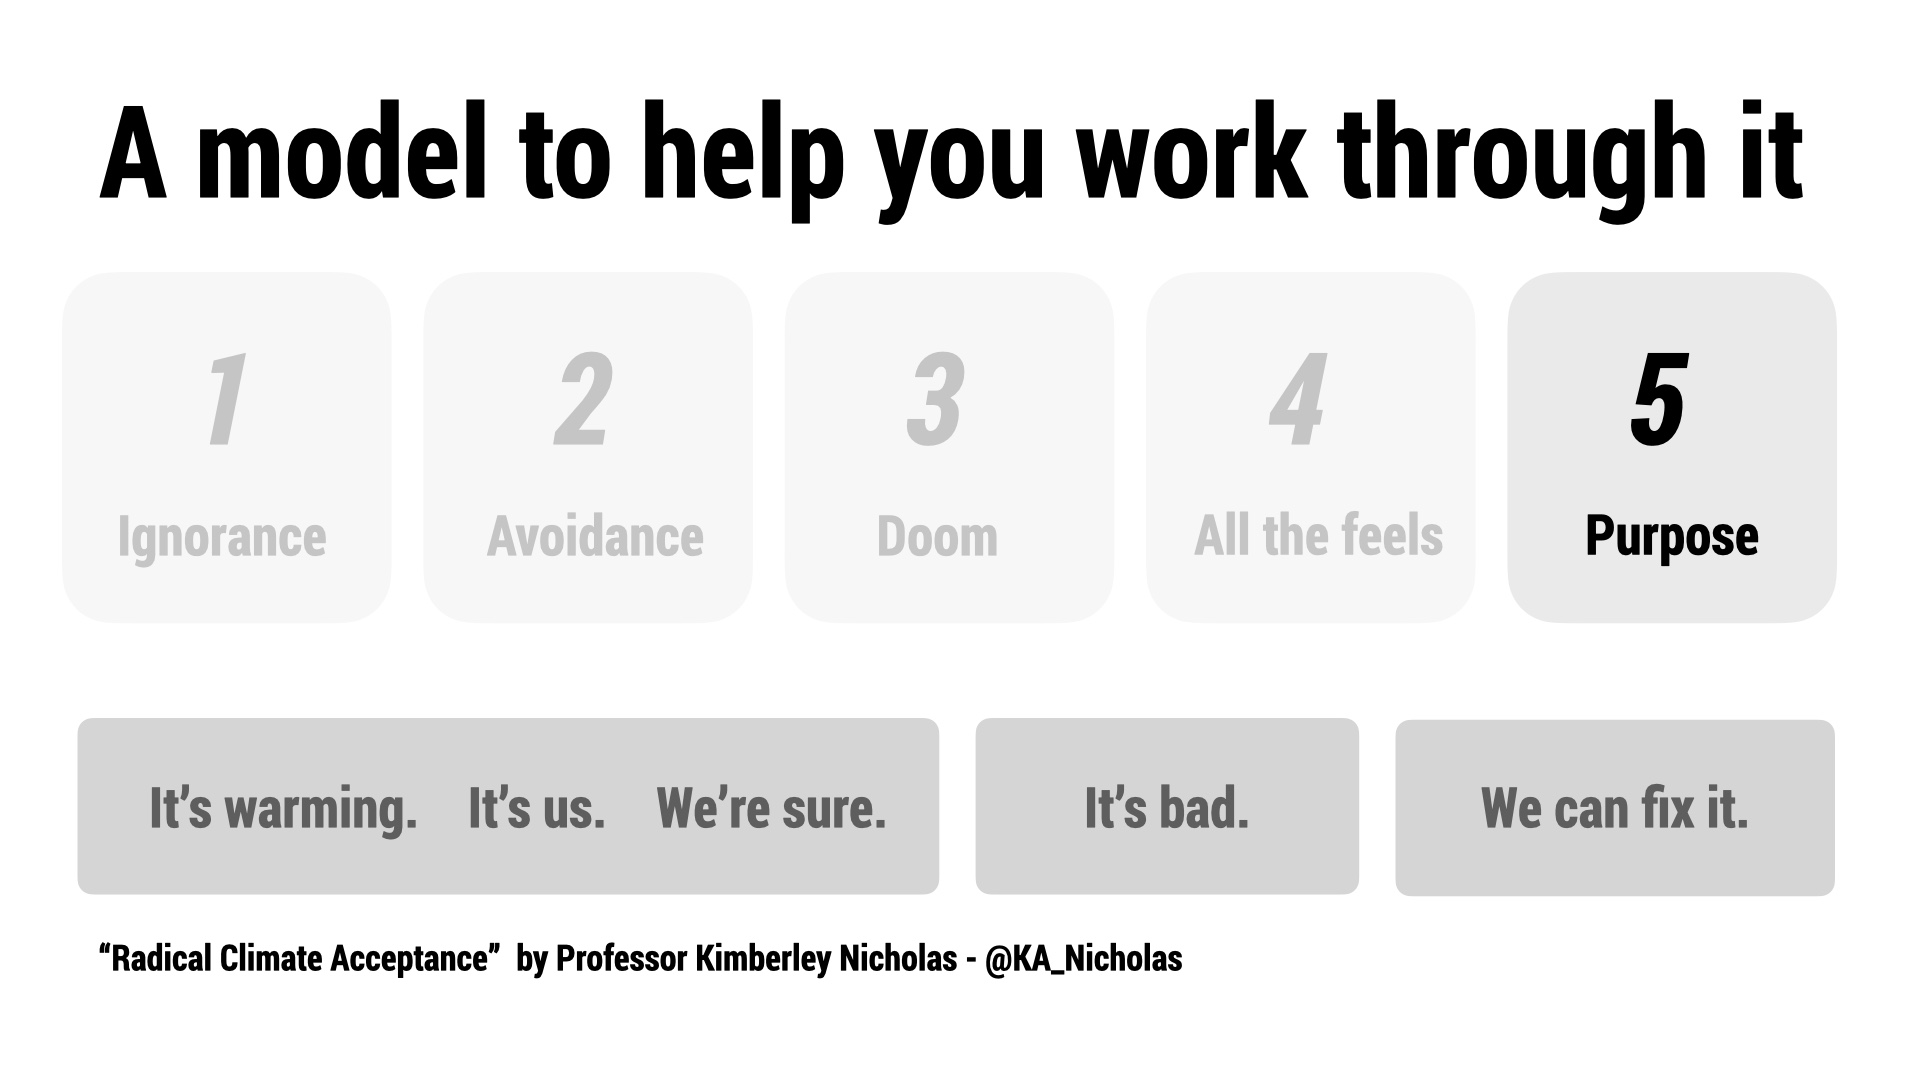 A model to help you work through it
1 2 3 4 5
Ignorance Avoidance Doom All the feels Purpose
It’s warming. It’s us. We’re sure. It’s bad. We can fix it.
“Radical Climate Acceptance” by Professor Kimberley Nicholas - @KA_Nicholas